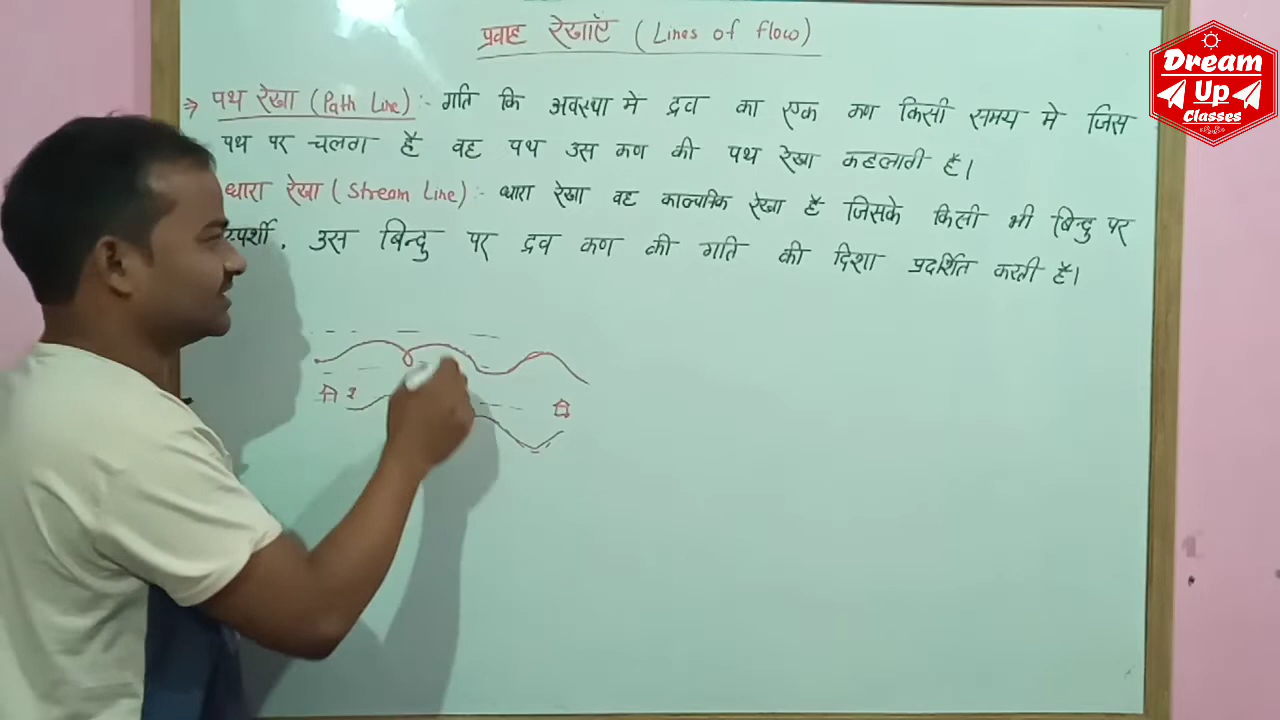 प्रवाह रेखाएँ (Lines of flow)
⇒ पथ रेखा (Path Line) :- गति कि अवस्था मे द्रव का एक कण किसी समय मे जिस
पथ पर चलता है वह पथ उस कण की पथ रेखा कहलाती है।
धारा रेखा (Stream Line) :- धारा रेखा वह काल्पनिक रेखा है जिसके किसी भी बिन्दु पर
स्पर्शी, उस बिन्दु पर द्रव कण की गति की दिशा प्रदर्शित करती है।
Dream
Up
Classes